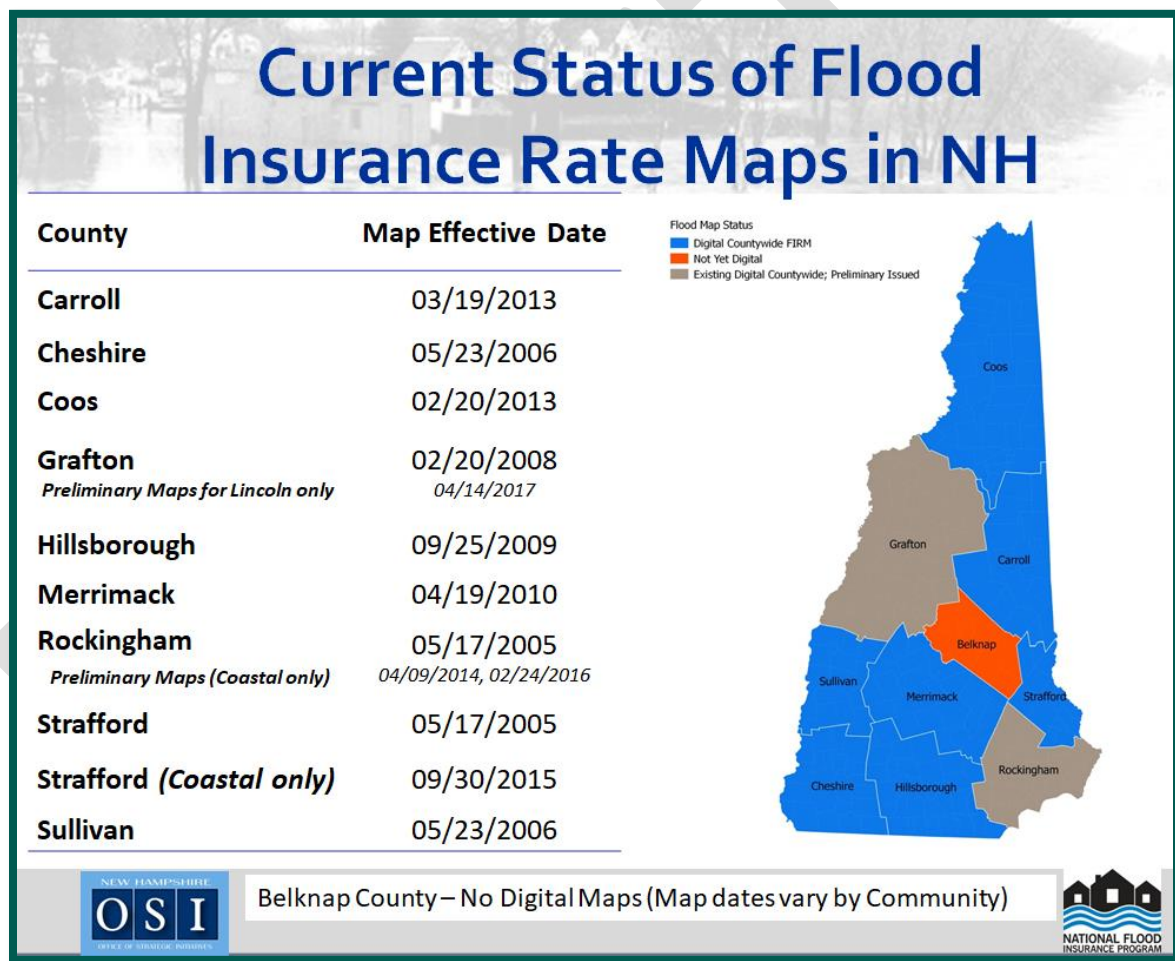 Current Status of Flood
Insurance Rate Maps in NH
County Map Effective Date
Carroll 03/19/2013
Cheshire 05/23/2006
Coos 02/20/2013
Grafton 02/20/2008
Preliminary Maps for Lincoln only 04/14/2017
Hillsborough 09/25/2009
Merrimack 04/19/2010
Rockingham 05/17/2005
Preliminary Maps (Coastal only) 04/09/2014, 02/24/2016
Strafford 05/17/2005
Strafford (Coastal only) 09/30/2015
Sullivan 05/23/2006
Flood Map Status
Digital Countywide FIRM
Not Yet Digital
Existing Digital Countywide; Preliminary Issued
Coos
Grafton
Carroll
Belknap
Sullivan
Merrimack
Strafford
Rockingham
Cheshire
Hillsborough
NEW HAMPSHIRE
OSI
OFFICE OF STRATEGIC INITIATIVES
Belknap County – No Digital Maps (Map dates vary by Community)
NATIONAL FLOOD
INSURANCE PROGRAM